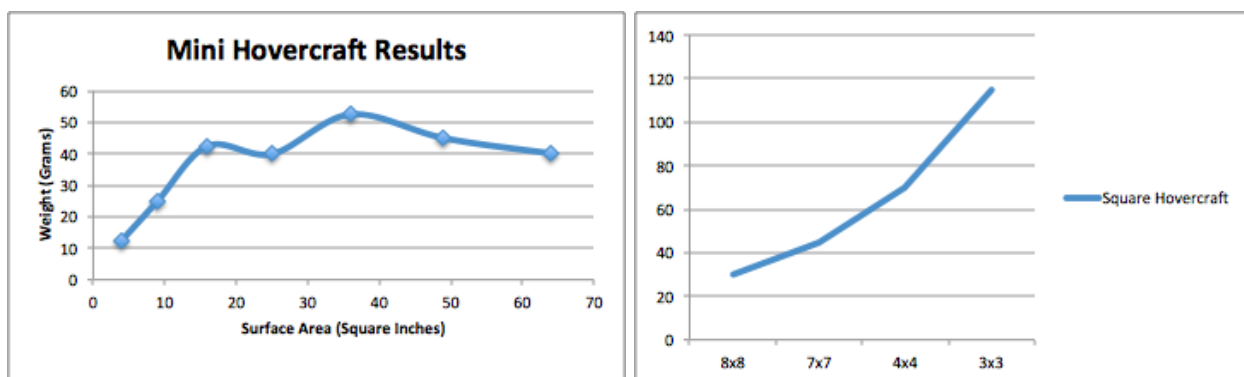 Mini Hovercraft Results
60
50
40
30
20
10
0
Weight (Grams)
0 10 20 30 40 50 60 70
Surface Area (Square Inches)
140
120
100
80
60
40
20
0
8x8 7x7 4x4 3x3
Square Hovercraft